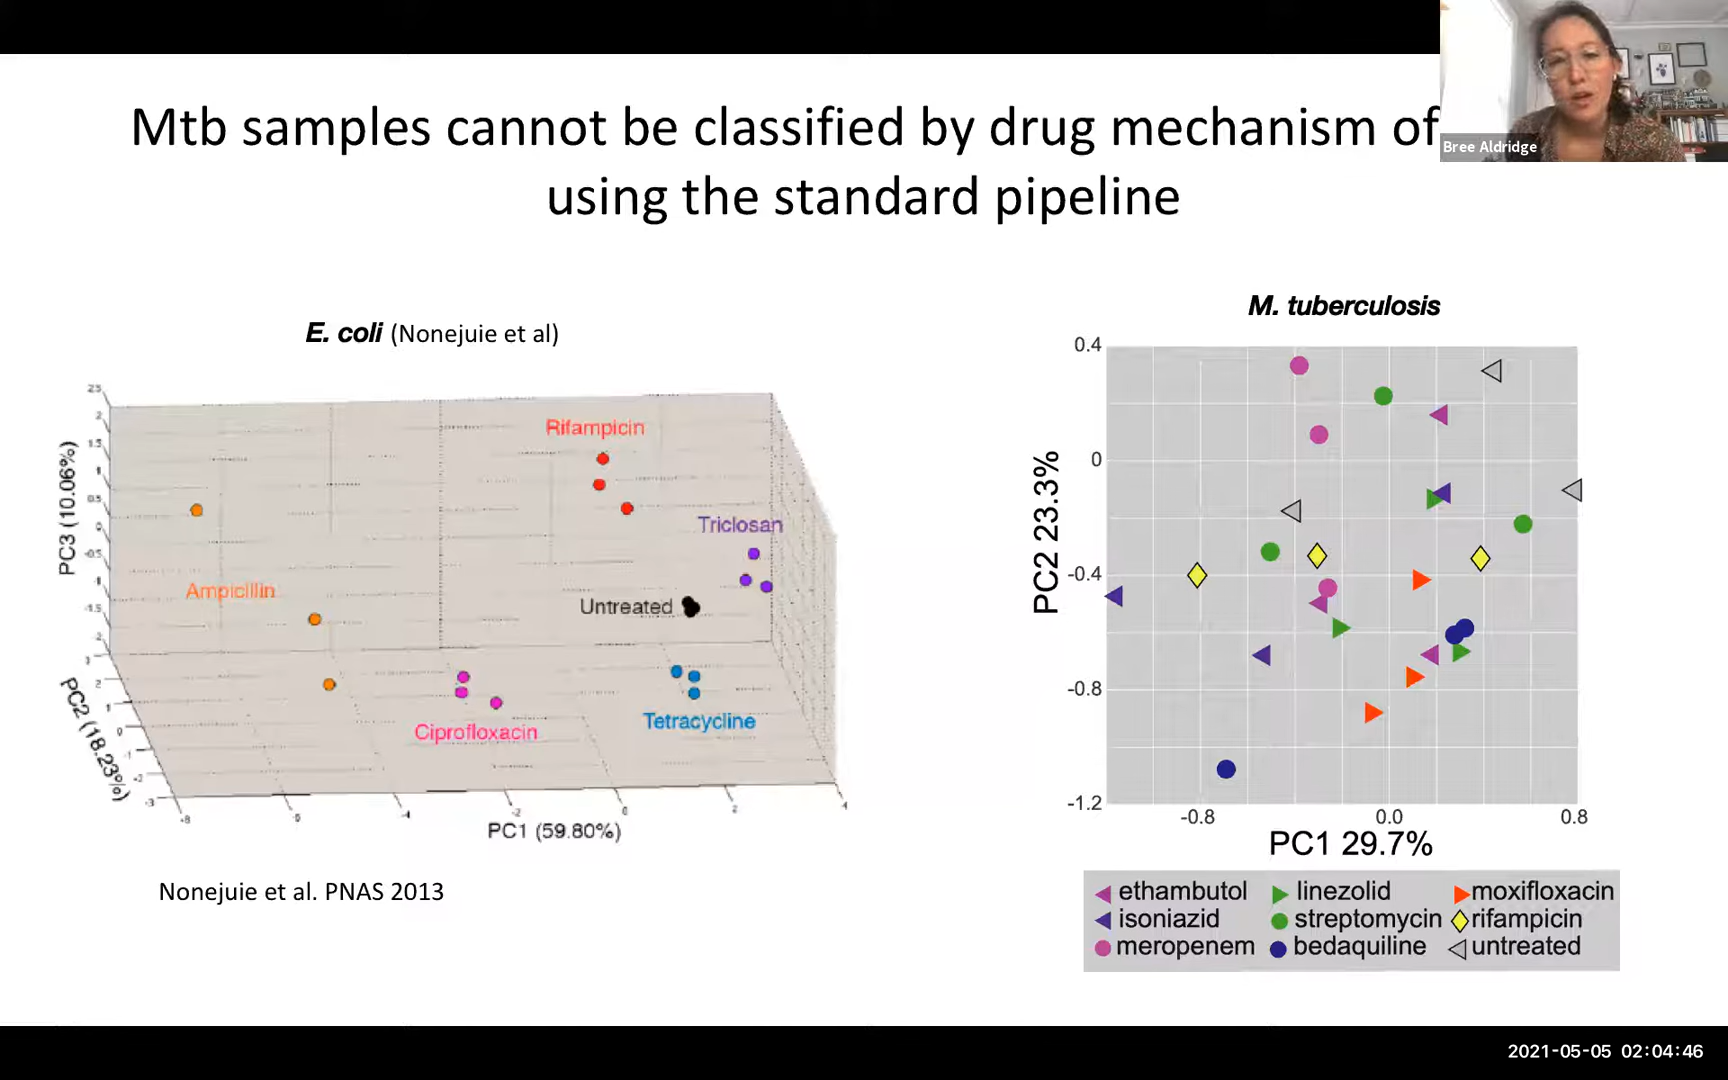 Mtb samples cannot be classified by drug mechanism of
using the standard pipeline
Bree Aldridge
E. coli (Nonejuie et al)
PC3 (10.06%)
PC2 (18.23%)
PC1 (59.80%)
Rifampicin
Triclosan
Ampicillin
Untreated
Ciprofloxacin
Tetracycline
Nonejuie et al. PNAS 2013
M. tuberculosis
PC2 23.3%
0.4
0
-0.4
-0.8
-1.2
-0.8 0.0 0.8
PC1 29.7%
ethambutol linezolid moxifloxacin
isoniazid streptomycin rifampicin
meropenem bedaquiline untreated
2021-05-05 02:04:46